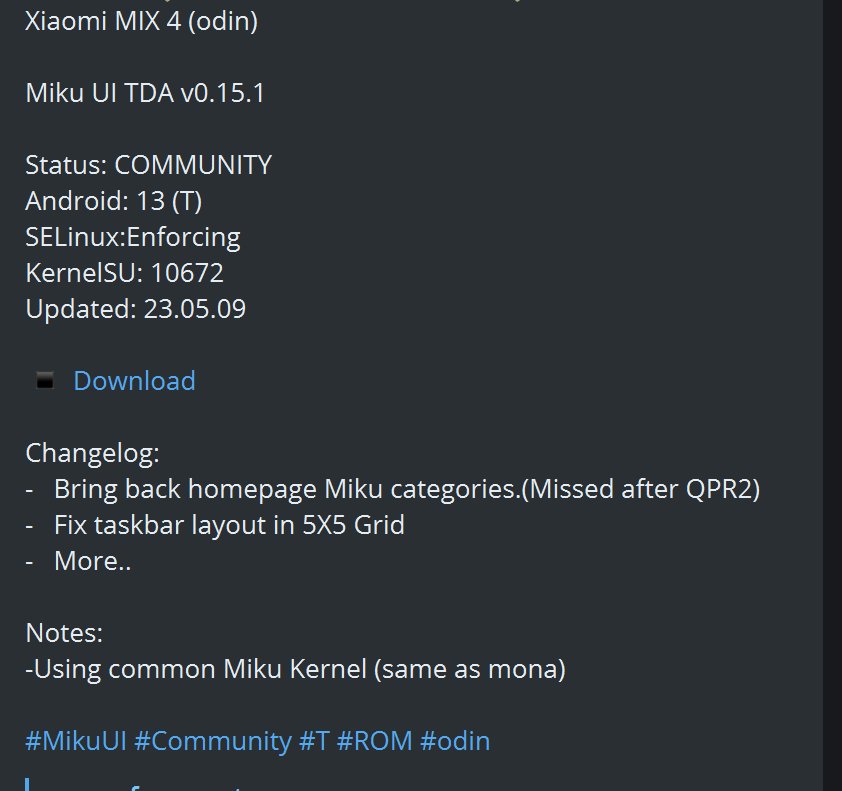 Xiaomi MIX 4 (odin)
Miku UI TDA v0.15.1
Status: COMMUNITY
Android: 13 (T)
SELinux:Enforcing
KernelSU: 10672
Updated: 23.05.09
Download
Changelog:
- Bring back homepage Miku categories.(Missed after QPR2)
- Fix taskbar layout in 5X5 Grid
- More..
Notes:
-Using common Miku Kernel (same as mona)
#MikuUI #Community #T #ROM #odin